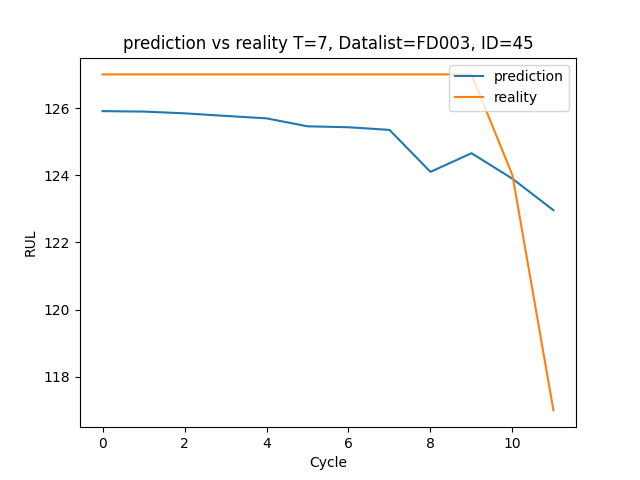 prediction vs reality T=7, Datalist=FD003, ID=45
prediction
reality
126
124
122
120
118
RUL
0 2 4 6 8 10
Cycle